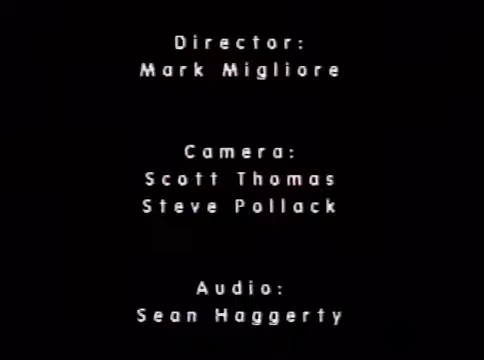 Director:
Mark Migliore
Camera:
Scott Thomas
Steve Pollack
Audio:
Sean Haggerty